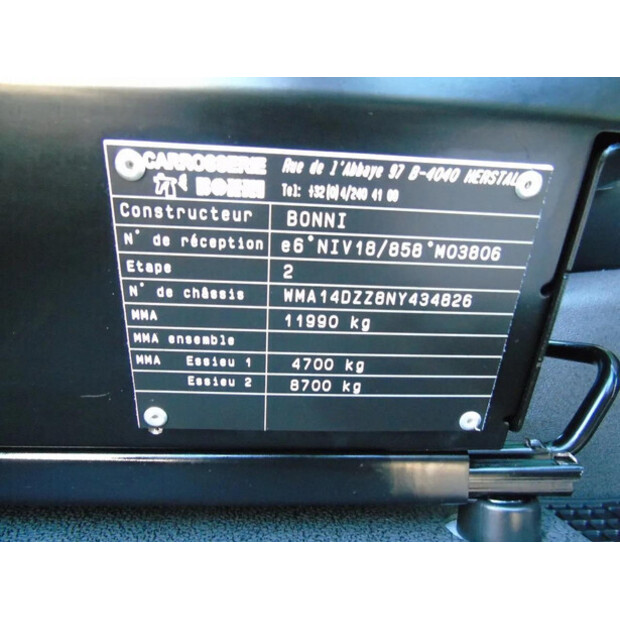 CARROSSERIE Rue de l'Abbaye 97 B-4040 HERSTAL
BONNI Tel: +32(0)4/240 41 00
Constructeur BONNI
N° de réception e6°NIV18/858°M03806
Etape 2
N° de châssis WMA14DZZ8NY434826
MMA 11990 kg
MMA ensemble
MMA Essieu 1 4700 kg
Essieu 2 8700 kg